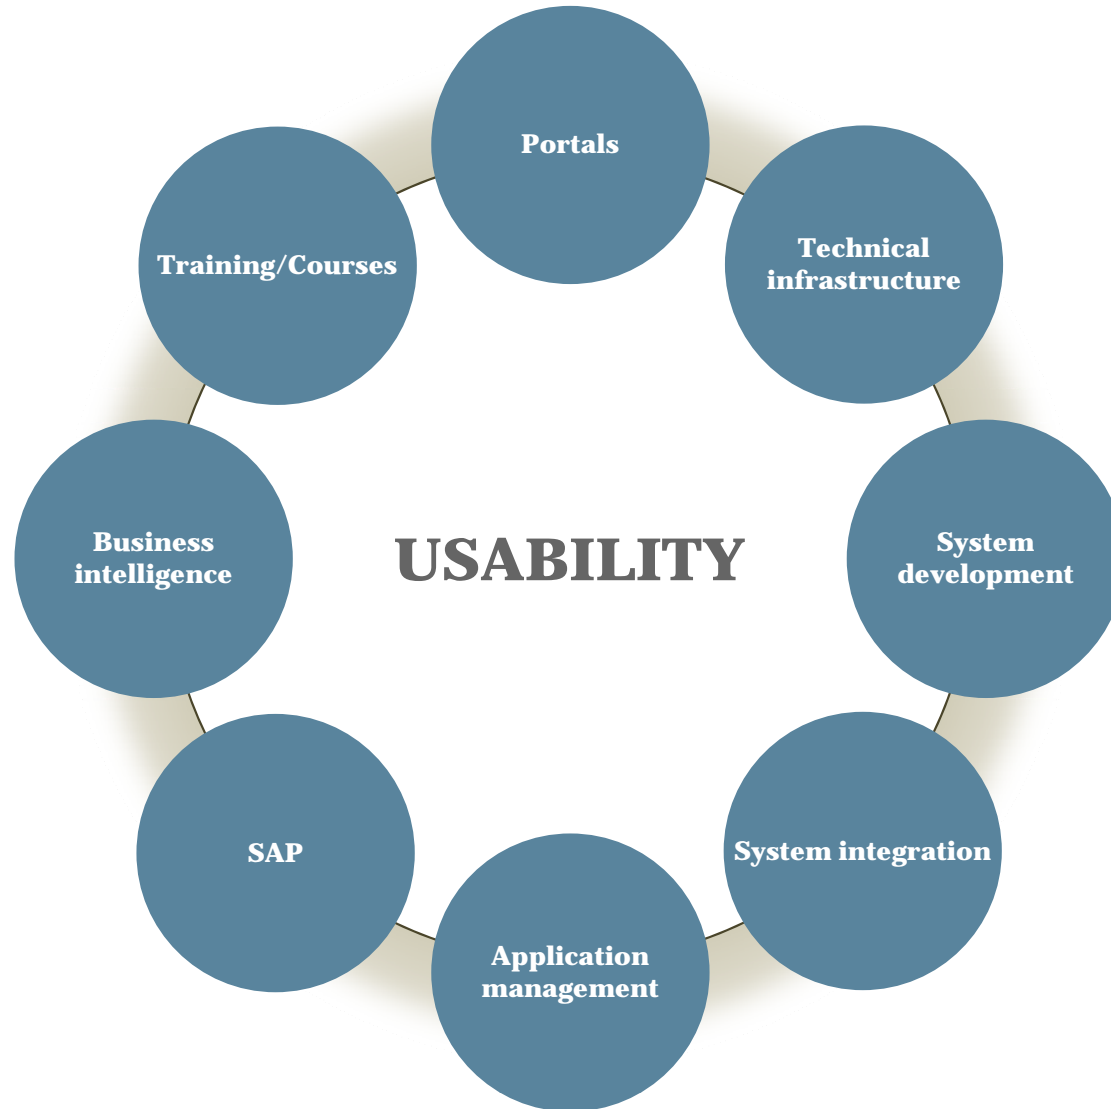 Portals
Technical
infrastructure
Training/Courses
Business
intelligence
USABILITY
System
development
SAP
System integration
Application
management